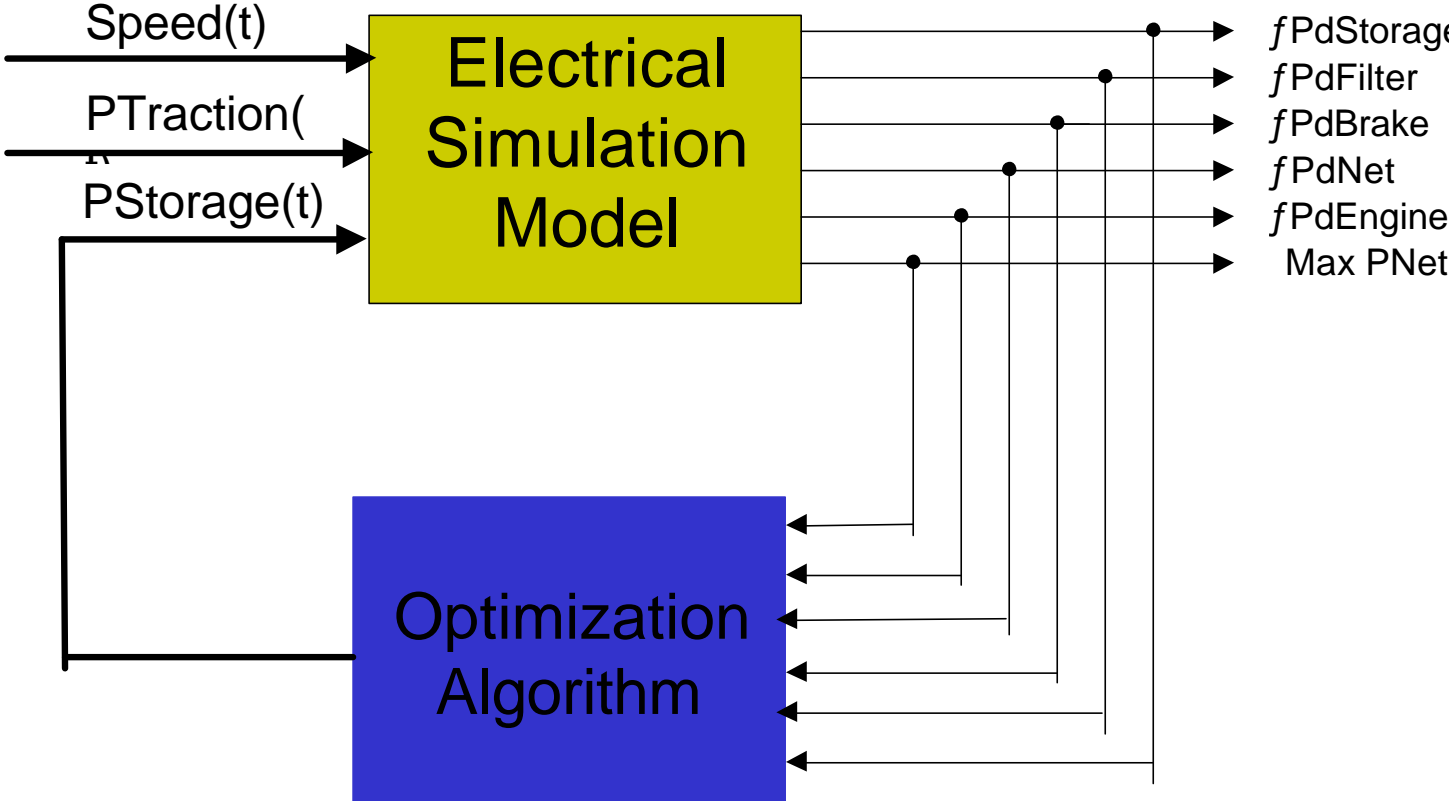 Speed(t)
PTraction(
PStorage(t)
Electrical
Simulation
Model
ƒPdStorage
ƒPdFilter
ƒPdBrake
ƒPdNet
ƒPdEngine
Max PNet
Optimization
Algorithm